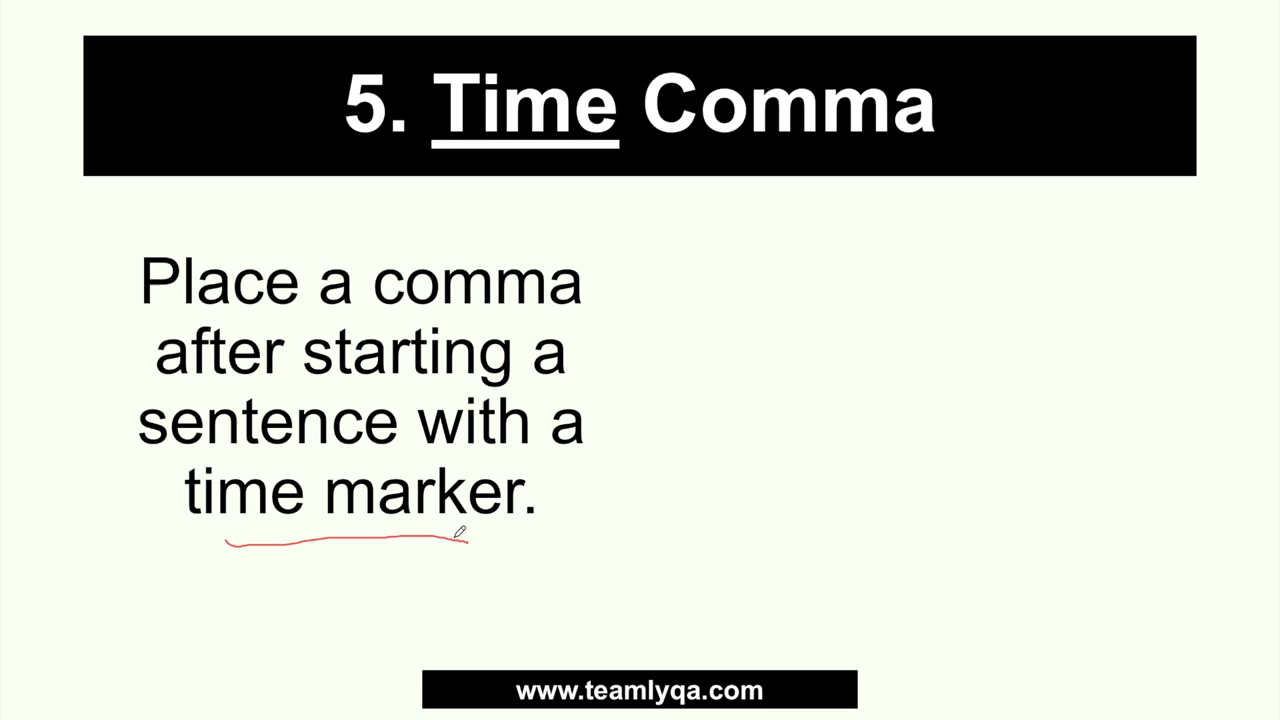 5. Time Comma
Place a comma
after starting a
sentence with a
time marker.
www.teamlyqa.com